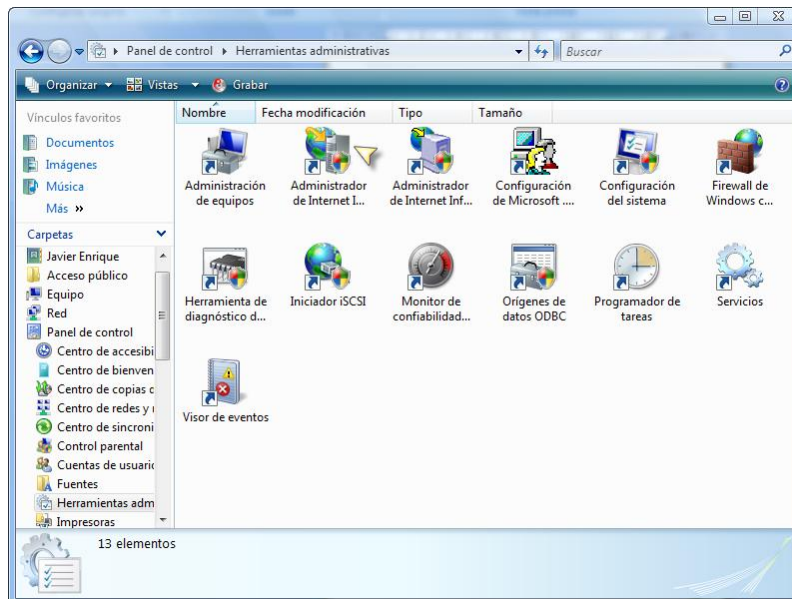 Panel de control Herramientas administrativas Buscar
Organizar Vistas Grabar
Vínculos favoritos
Documentos
Imágenes
Música
Más »
Carpetas
Javier Enrique
Acceso público
Equipo
Red
Panel de control
Centro de accesibi
Centro de bienven
Centro de copias c
Centro de redes y
Centro de sincroni
Control parental
Cuentas de usuario
Fuentes
Herramientas adm
Impresoras
Nombre Fecha modificación Tipo Tamaño
Administración
de equipos
Administrador
de Internet I...
Administrador
de Internet Inf...
Configuración
de Microsoft ....
Configuración
del sistema
Firewall de
Windows c...
Herramienta de
diagnóstico d...
Iniciador iSCSI
Monitor de
confiabilidad...
Orígenes de
datos ODBC
Programador de
tareas
Servicios
Visor de eventos
13 elementos